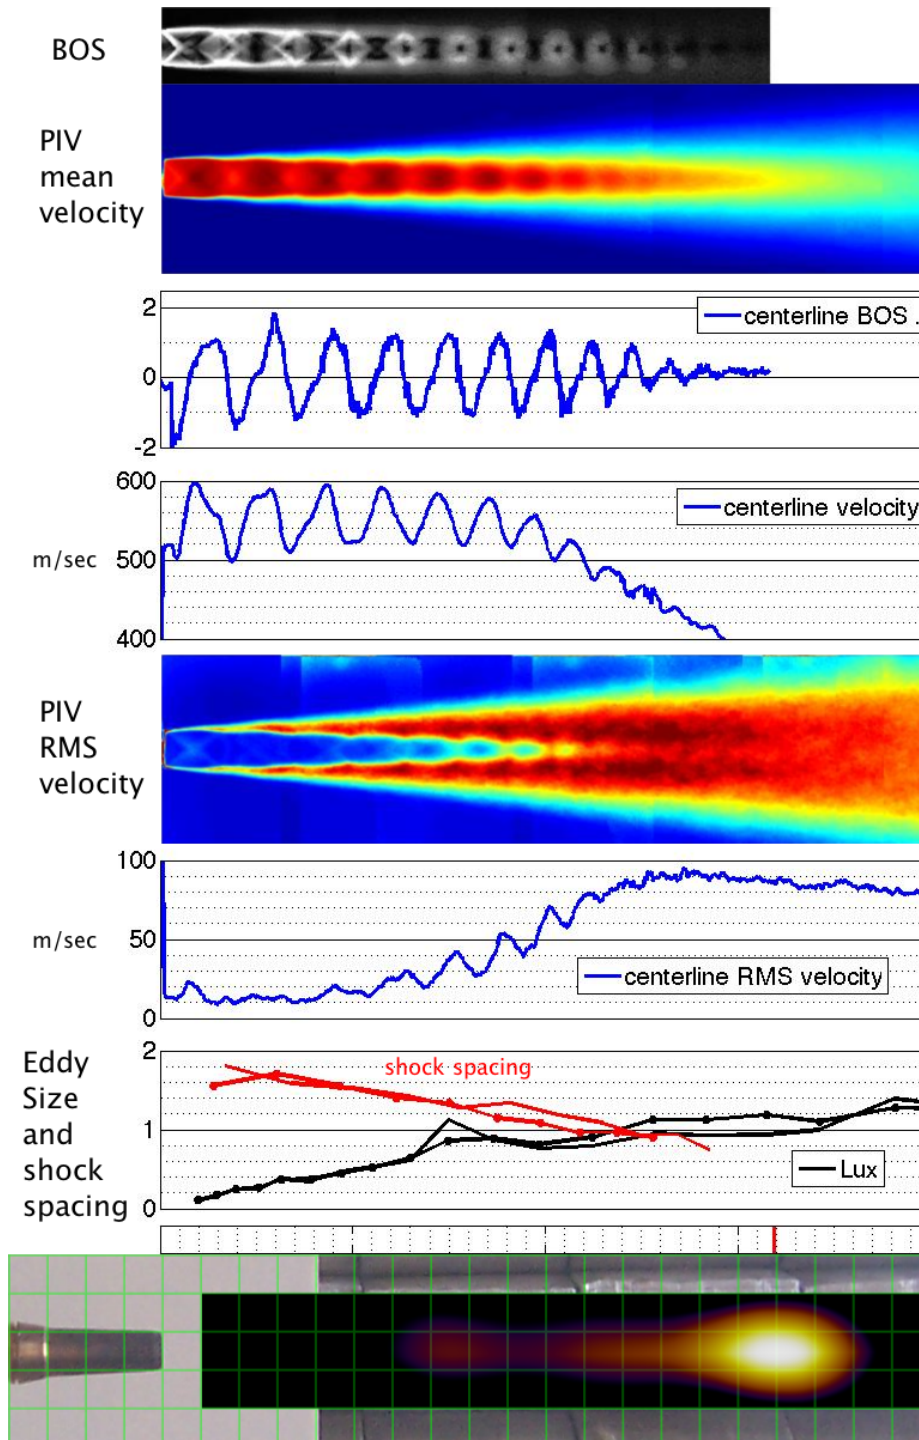 BOS
PIV
mean
velocity
2
centerline BOS .
0
-2
600
centerline velocity
m/sec
500
400
PIV
RMS
velocity
100
m/sec
50
centerline RMS velocity
0
Eddy
Size
and
shock
spacing
2
shock spacing
1
Lux
0